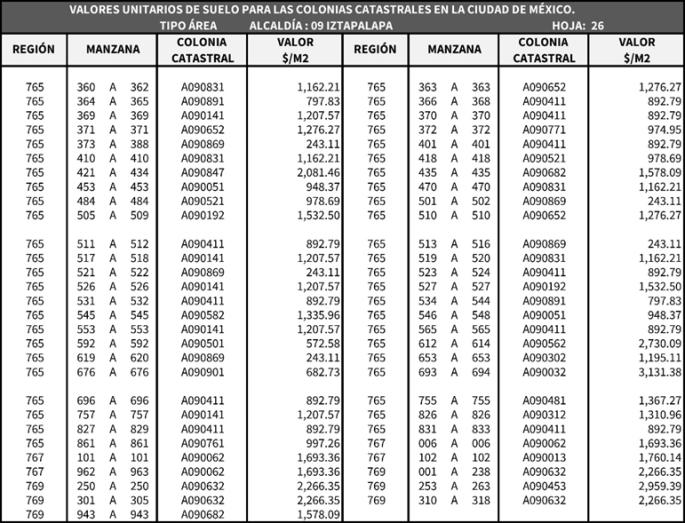 VALORES UNITARIOS DE SUELO PARA LAS COLONIAS CATASTRALES EN LA CIUDAD DE MÉXICO.
TIPO ÁREA ALCALDÍA : 09 IZTAPALAPA HOJA: 26
REGIÓN MANZANA COLONIA CATASTRAL VALOR $/M2 REGIÓN MANZANA COLONIA CATASTRAL VALOR $/M2
765 360 A 362 A090831 1,162.21 765 363 A 363 A090652 1,276.27
765 364 A 365 A090891 797.83 765 366 A 368 A090411 892.79
765 369 A 369 A090141 1,207.57 765 370 A 370 A090411 892.79
765 371 A 371 A090652 1,276.27 765 372 A 372 A090771 974.95
765 373 A 388 A090869 243.11 765 401 A 401 A090411 892.79
765 410 A 410 A090831 1,162.21 765 418 A 418 A090521 978.69
765 421 A 434 A090847 2,081.46 765 435 A 435 A090682 1,578.09
765 453 A 453 A090051 948.37 765 470 A 470 A090831 1,162.21
765 484 A 484 A090521 978.69 765 501 A 502 A090869 243.11
765 505 A 509 A090192 1,532.50 765 510 A 510 A090652 1,276.27
765 511 A 512 A090411 892.79 765 513 A 516 A090869 243.11
765 517 A 518 A090141 1,207.57 765 519 A 520 A090831 1,162.21
765 521 A 522 A090869 243.11 765 523 A 524 A090411 892.79
765 526 A 526 A090141 1,207.57 765 527 A 527 A090192 1,532.50
765 531 A 532 A090411 892.79 765 534 A 544 A090891 797.83
765 545 A 545 A090582 1,335.96 765 546 A 548 A090051 948.37
765 553 A 553 A090141 1,207.57 765 565 A 565 A090411 892.79
765 592 A 592 A090501 572.58 765 612 A 614 A090562 2,730.09
765 619 A 620 A090869 243.11 765 653 A 653 A090302 1,195.11
765 676 A 676 A090901 682.73 765 693 A 694 A090032 3,131.38
765 696 A 696 A090411 892.79 765 755 A 755 A090481 1,367.27
765 757 A 757 A090141 1,207.57 765 826 A 826 A090312 1,310.96
765 827 A 829 A090411 892.79 765 831 A 833 A090411 892.79
765 861 A 861 A090761 997.26 767 006 A 006 A090062 1,693.36
767 101 A 101 A090062 1,693.36 767 102 A 102 A090013 1,760.14
767 962 A 963 A090062 1,693.36 769 001 A 238 A090632 2,266.35
769 250 A 250 A090632 2,266.35 769 253 A 263 A090453 2,959.39
769 301 A 305 A090632 2,266.35 769 310 A 318 A090632 2,266.35
769 943 A 943 A090682 1,578.09